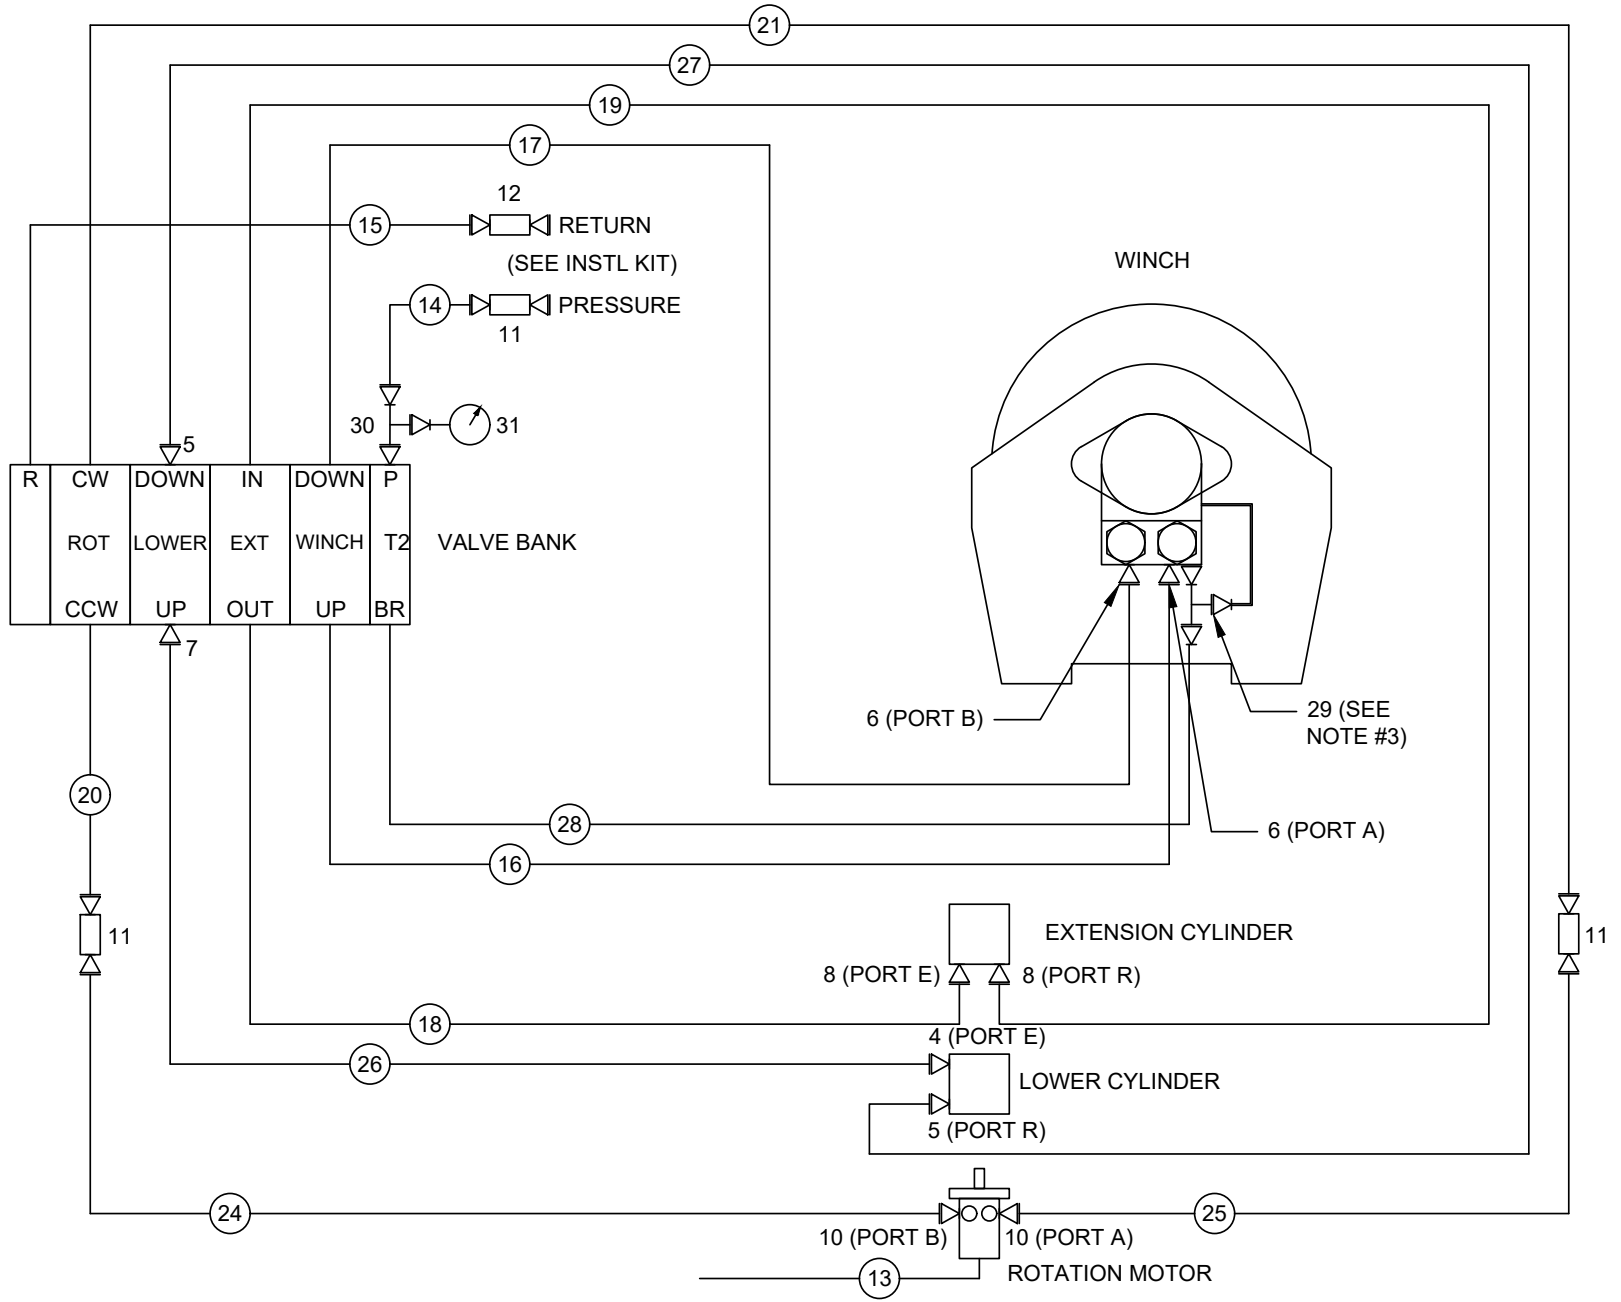 21
27
19
17
12
15
RETURN
(SEE INSTL KIT)
14
PRESSURE
11
WINCH
30
31
5
R
CW
DOWN
IN
DOWN
P
ROT
LOWER
EXT
WINCH
T2
VALVE BANK
CCW
UP
OUT
UP
BR
7
6 (PORT B)
29 (SEE
NOTE #3)
20
28
6 (PORT A)
16
11
EXTENSION CYLINDER
11
8 (PORT E)
8 (PORT R)
18
4 (PORT E)
26
LOWER CYLINDER
5 (PORT R)
24
25
10 (PORT B)
10 (PORT A)
13
ROTATION MOTOR